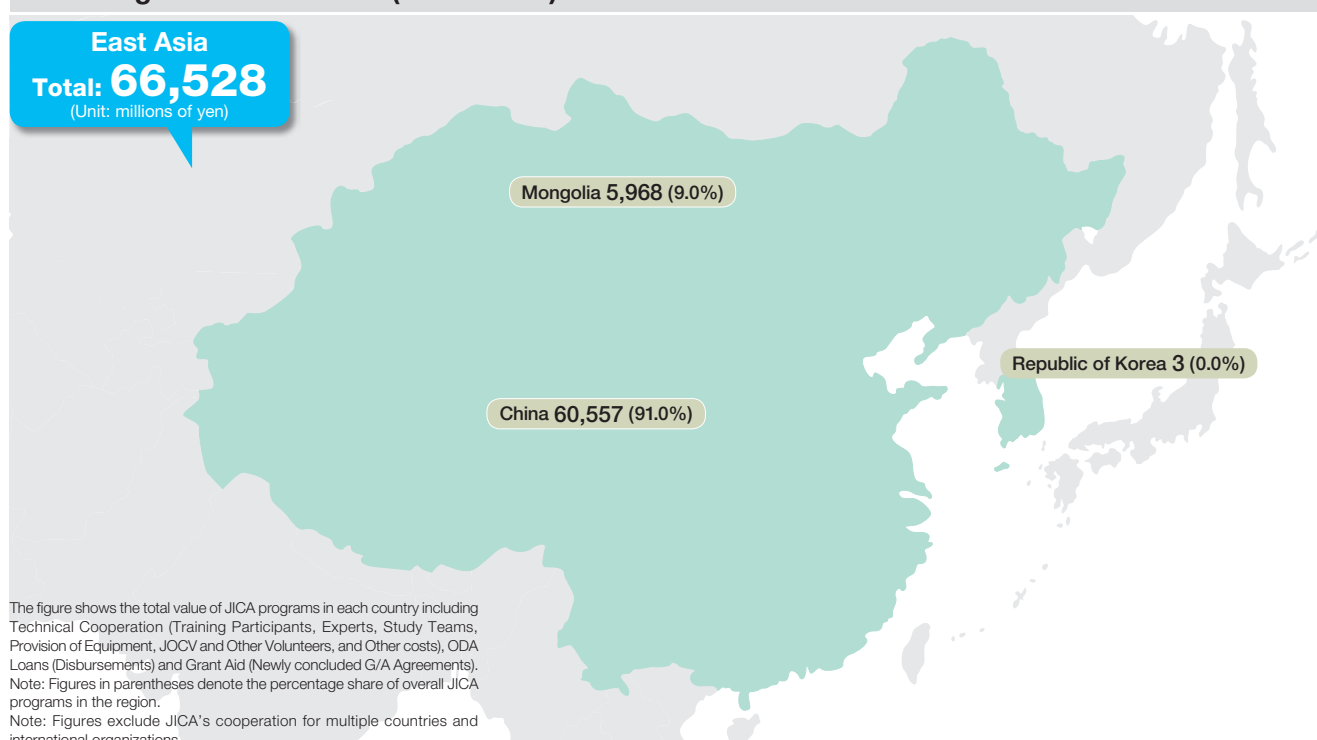 East Asia
Total: 66,528
(Unit: millions of yen)
Mongolia 5,968 (9.0%)
Republic of Korea 3 (0.0%)
China 60,557 (91.0%)
The figure shows the total value of JICA programs in each country including
Technical Cooperation (Training Participants, Experts, Study Teams,
Provision of Equipment, JOCV and Other Volunteers, and Other costs), ODA
Loans (Disbursements) and Grant Aid (Newly concluded G/A Agreements).
Note: Figures in parentheses denote the percentage share of overall JICA
programs in the region.
Note: Figures exclude JICA's cooperation for multiple countries and
international organizations.